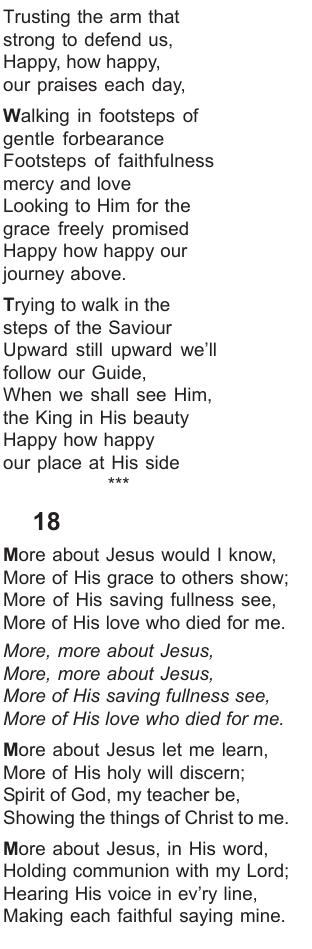 Trusting the arm that
strong to defend us,
Happy, how happy,
our praises each day,
Walking in footsteps of
gentle forbearance
Footsteps of faithfulness
mercy and love
Looking to Him for the
grace freely promised
Happy how happy our
journey above.
Trying to walk in the
steps of the Saviour
Upward still upward we'll
follow our Guide,
When we shall see Him,
the King in His beauty
Happy how happy
our place at His side
***
18
More about Jesus would I know,
More of His grace to others show;
More of His saving fullness see,
More of His love who died for me.
More, more about Jesus,
More, more about Jesus,
More of His saving fullness see,
More of His love who died for me.
More about Jesus let me learn,
More of His holy will discern;
Spirit of God, my teacher be,
Showing the things of Christ to me.
More about Jesus, in His word,
Holding communion with my Lord;
Hearing His voice in ev'ry line,
Making each faithful saying mine.